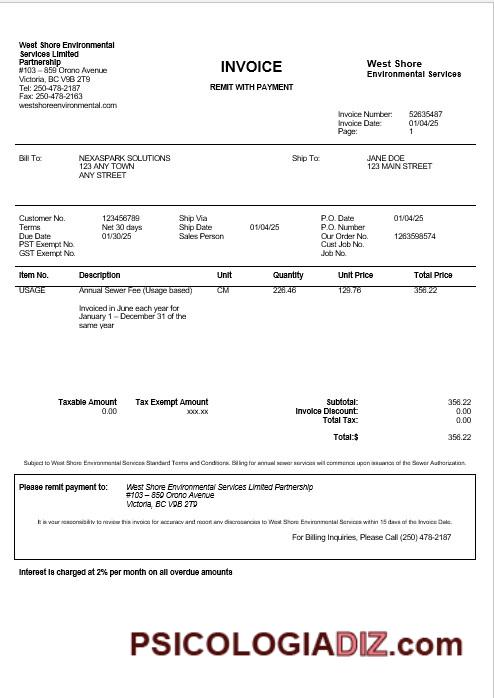 West Shore Environmental
Services Limited
Partnership
#103 – 859 Orono Avenue
Victoria, BC V9B 2T9
Tel: 250-478-2187
Fax: 250-478-2163
westshoreenvironmental.com
INVOICE
REMIT WITH PAYMENT
West Shore
Environmental Services
Invoice Number: 52635487
Invoice Date: 01/04/25
Page: 1
Bill To: NEXASPARK SOLUTIONS
123 ANY TOWN
ANY STREET
Ship To: JANE DOE
123 MAIN STREET
Customer No. 123456789 Ship Via P.O. Date 01/04/25
Terms Net 30 days Ship Date 01/04/25 P.O. Number
Due Date 01/30/25 Sales Person Our Order No. 1263598574
PST Exempt No. Cust Job No.
GST Exempt No. Job No.
Item No. Description Unit Quantity Unit Price Total Price
USAGE Annual Sewer Fee (Usage based) CM 226.46 129.76 356.22
Invoiced in June each year for
January 1 – December 31 of the
same year
Taxable Amount Tax Exempt Amount Subtotal: 356.22
0.00 xxx.xx Invoice Discount: 0.00
Total Tax: 0.00
Total:$ 356.22
Subject to West Shore Environmental Services Standard Terms and Conditions. Billing for annual sewer services will commence upon issuance of the Sewer Authorization.
Please remit payment to: West Shore Environmental Services Limited Partnership
#103 – 859 Orono Avenue
Victoria, BC V9B 2T9
It is your responsibility to review this invoice for accuracy and report any discrepancies to West Shore Environmental Services within 15 days of the Invoice Date.
For Billing Inquiries, Please Call (250) 478-2187
Interest is charged at 2% per month on all overdue amounts
PSICOLOGIADIZ.com